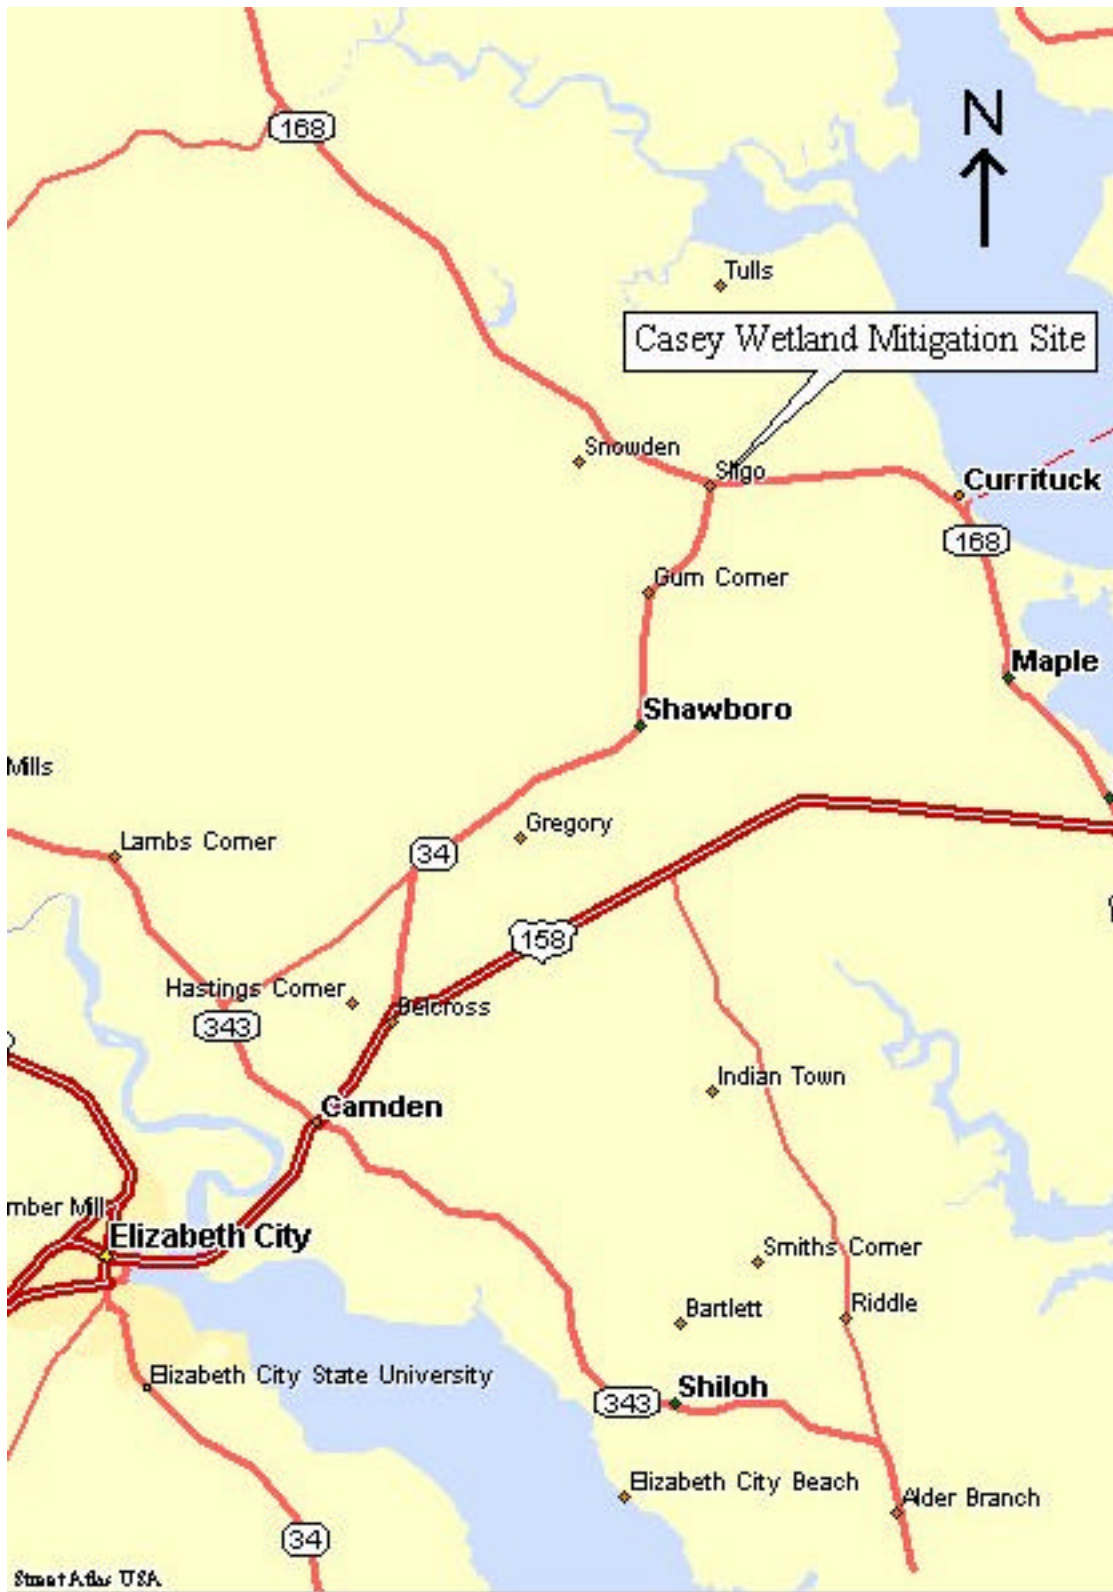 168
N
Tulls
Casey Wetland Mitigation Site
Snowden
Sligo
Currituck
168
Gum Corner
Maple
Shawboro
Mills
Gregory
Lambs Corner
34
158
Hastings Corner
Belcross
343
Indian Town
Camden
mber Mills
Elizabeth City
Smiths Corner
Riddle
Bartlett
Elizabeth City State University
Shiloh
343
Elizabeth City Beach
Alder Branch
34
Street Atlas USA